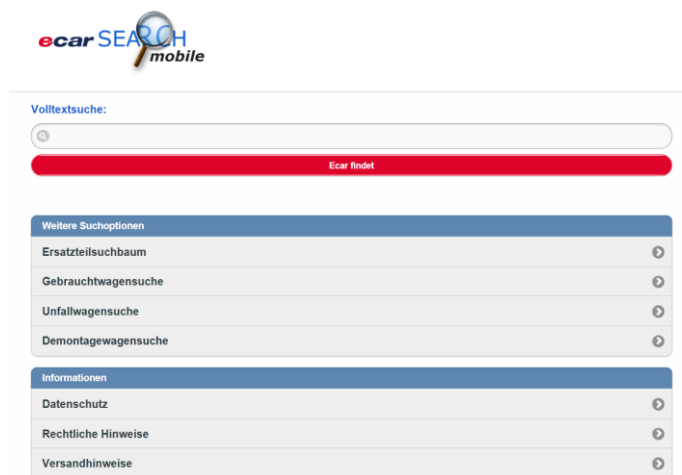 ecar SEARCH
mobile
Volltextsuche:
Ecar findet
Weitere Suchoptionen
Ersatzteilsuchbaum
Gebrauchtwagensuche
Unfallwagensuche
Demontagewagensuche
Informationen
Datenschutz
Rechtliche Hinweise
Versandhinweise